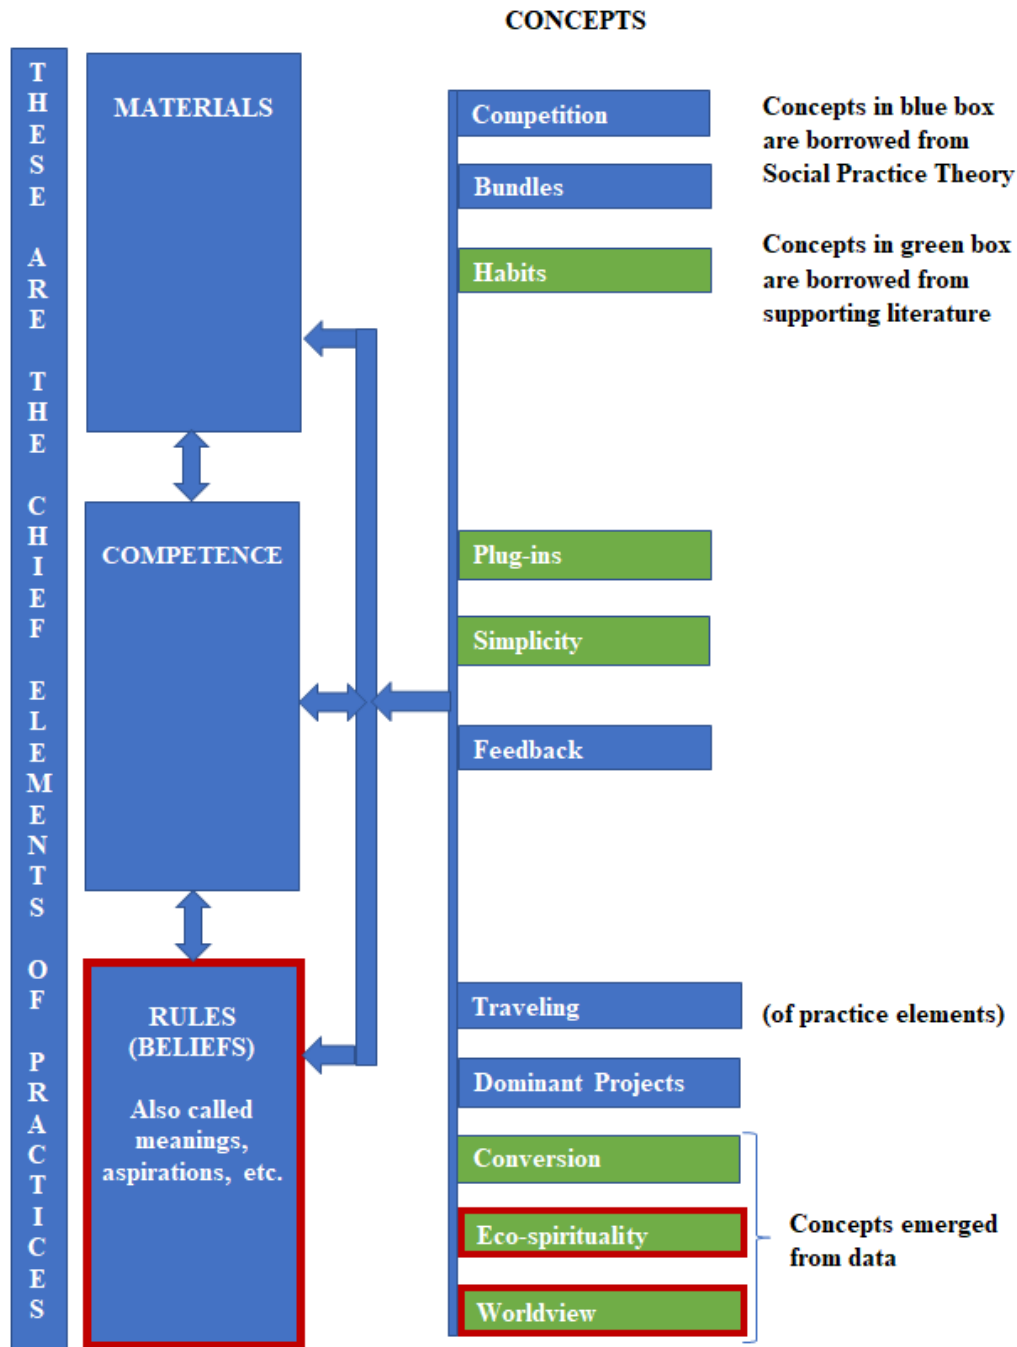 CONCEPTS
THESE ARE THE CHIEF ELEMENTS OF PRACTICES
MATERIALS
COMPETENCE
RULES
(BELIEFS)
Also called
meanings,
aspirations, etc.
Competition
Bundles
Habits
Plug-ins
Simplicity
Feedback
Traveling
Dominant Projects
Conversion
Eco-spirituality
Worldview
Concepts in blue box
are borrowed from
Social Practice Theory
Concepts in green box
are borrowed from
supporting literature
(of practice elements)
Concepts emerged
from data